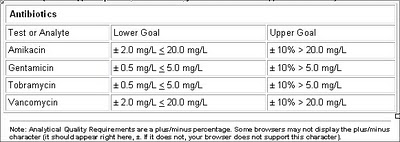 Antibiotics
Test or Analyte Lower Goal Upper Goal
Amikacin ± 2.0 mg/L ≤ 20.0 mg/L ± 10% > 20.0 mg/L
Gentamicin ± 0.5 mg/L ≤ 5.0 mg/L ± 10% > 5.0 mg/L
Tobramycin ± 0.5 mg/L ≤ 5.0 mg/L ± 10% > 5.0 mg/L
Vancomycin ± 2.0 mg/L ≤ 20.0 mg/L ± 10% > 20.0 mg/L
Note: Analytical Quality Requirements are a plus/minus percentage. Some browsers may not display the plus/minus
character (it should appear right here, ±. If it does not, your browser does not support this character).